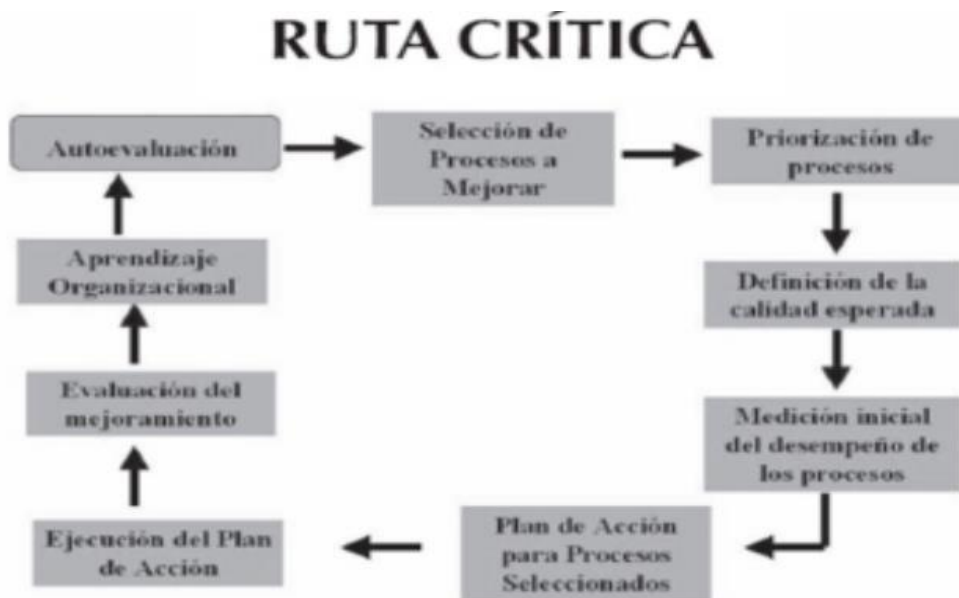 RUTA CRÍTICA
Autoevaluación
Selección de
Procesos a
Mejorar
Priorización de
procesos
Definición de la
calidad esperada
Medición inicial
del desempeño de
los procesos
Plan de Acción
para Procesos
Seleccionados
Ejecución del Plan
de Acción
Evaluación del
mejoramiento
Aprendizaje
Organizacional